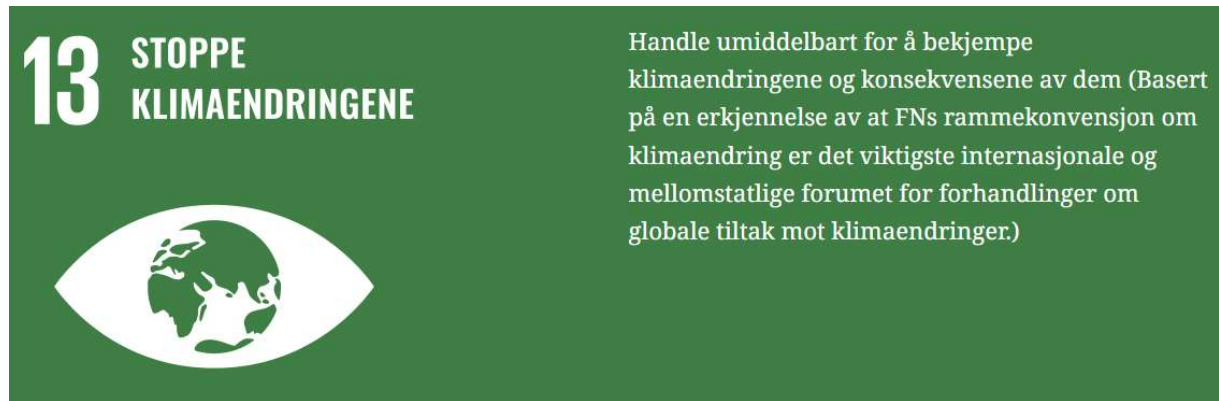 13
STOPPE
KLIMAENDRINGENE
Handle umiddelbart for å bekjempe
klimaendringene og konsekvensene av dem (Basert
på en erkjennelse av at FNs rammekonvensjon om
klimaendring er det viktigste internasjonale og
mellomstatlige forumet for forhandlinger om
globale tiltak mot klimaendringer.)